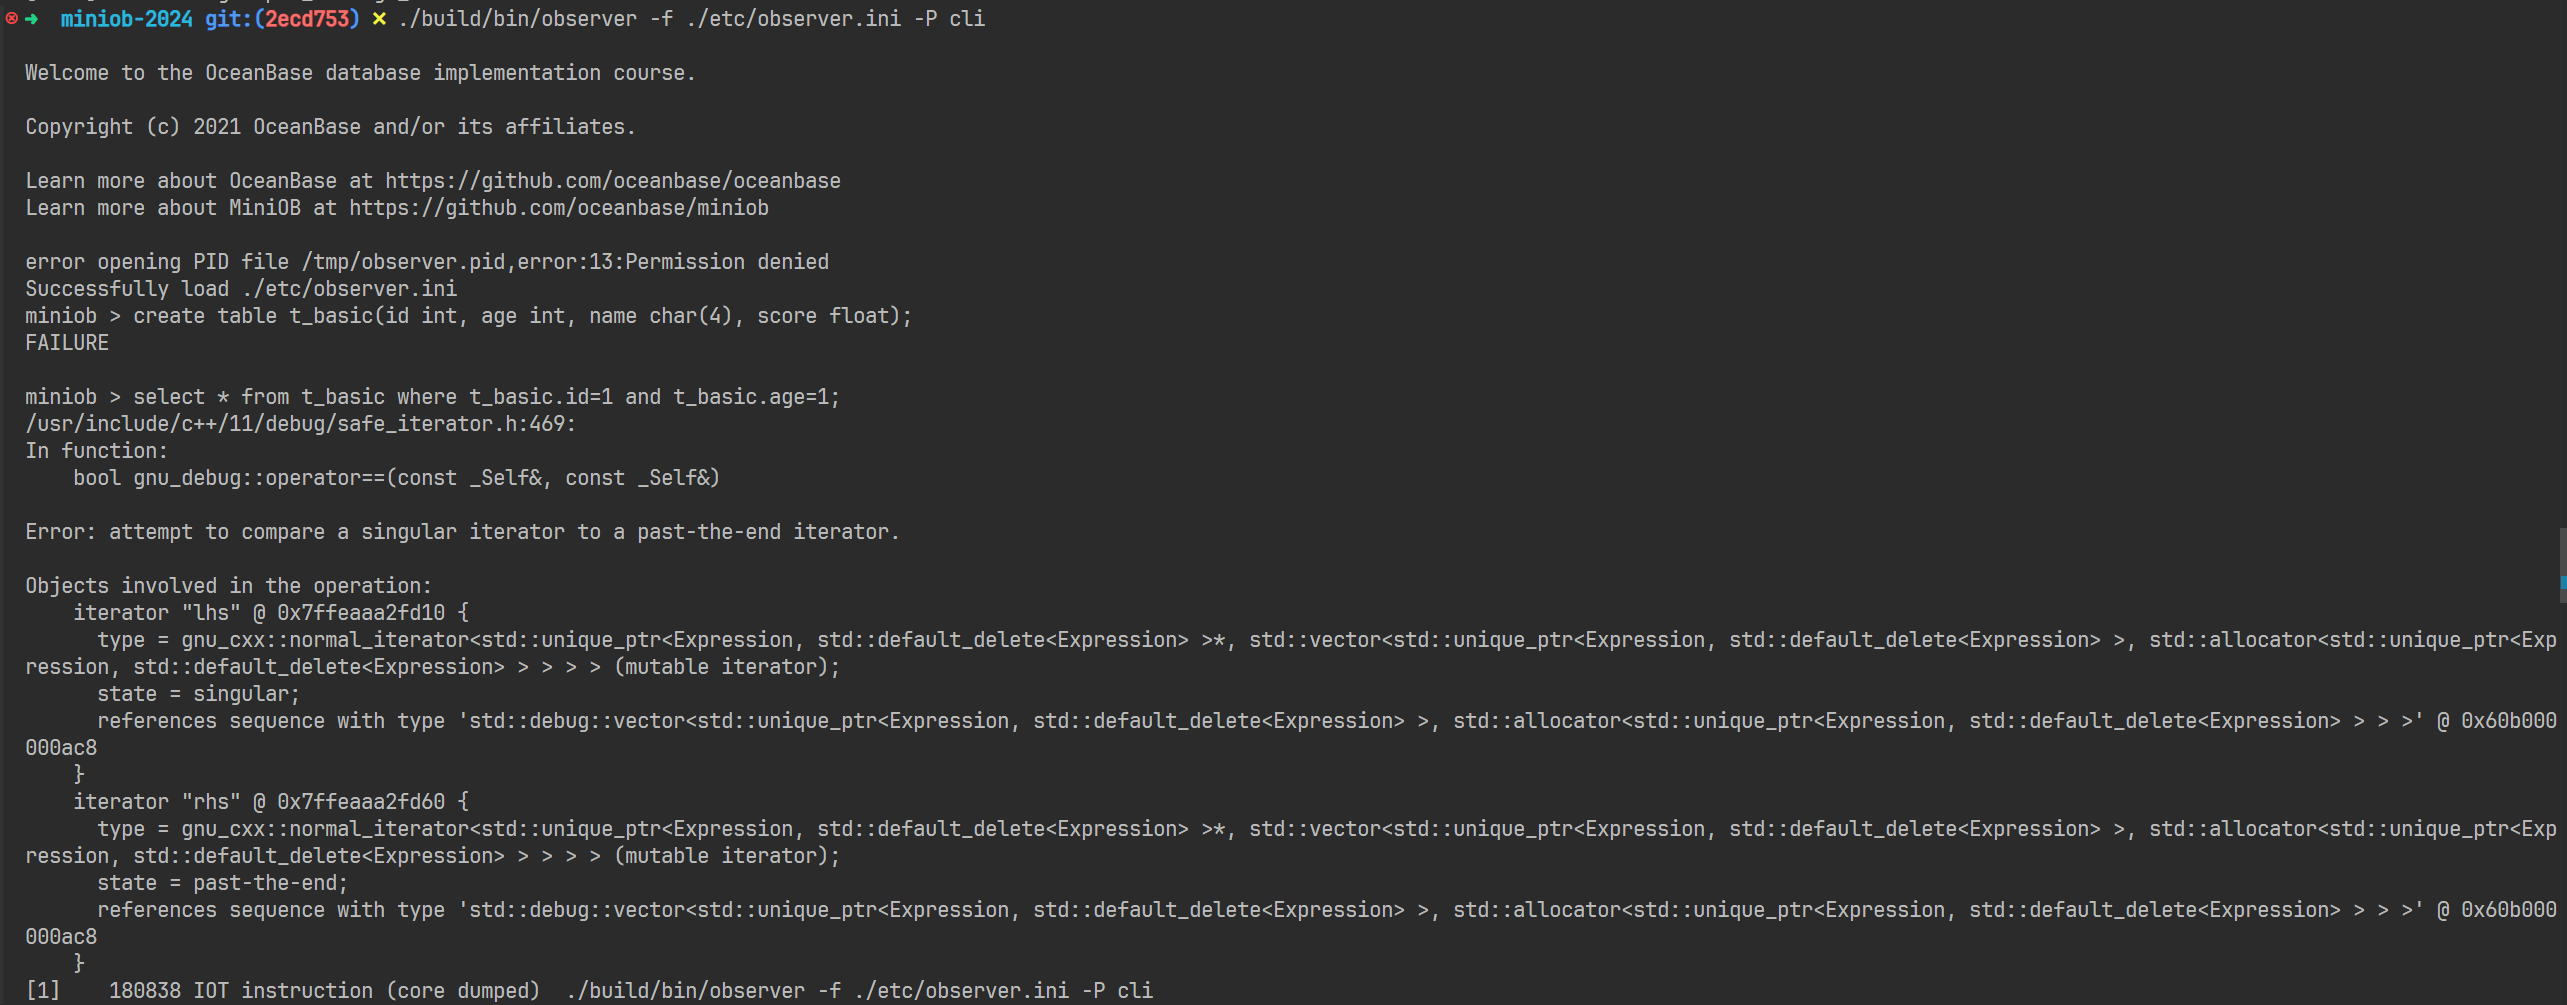 ➜  miniob-2024 git:(2ecd753) ✗ ./build/bin/observer -f ./etc/observer.ini -P cli
Welcome to the OceanBase database implementation course.
Copyright (c) 2021 OceanBase and/or its affiliates.
Learn more about OceanBase at https://github.com/oceanbase/oceanbase
Learn more about MiniOB at https://github.com/oceanbase/miniob
error opening PID file /tmp/observer.pid,error:13:Permission denied
Successfully load ./etc/observer.ini
miniob > create table t_basic(id int, age int, name char(4), score float);
FAILURE
miniob > select * from t_basic where t_basic.id=1 and t_basic.age=1;
/usr/include/c++/11/debug/safe_iterator.h:469:
In function:
    bool gnu_debug::operator==(const _Self&, const _Self&)
Error: attempt to compare a singular iterator to a past-the-end iterator.
Objects involved in the operation:
    iterator "lhs" @ 0x7ffeaaa2fd10 {
      type = gnu_cxx::normal_iterator<std::unique_ptr<Expression, std::default_delete<Expression> >*, std::vector<std::unique_ptr<Expression, std::default_delete<Expression> >, std::allocator<std::unique_ptr<Exp
ression, std::default_delete<Expression> > > > > (mutable iterator);
      state = singular;
      references sequence with type 'std::debug::vector<std::unique_ptr<Expression, std::default_delete<Expression> >, std::allocator<std::unique_ptr<Expression, std::default_delete<Expression> > > >' @ 0x60b000
000ac8
    }
    iterator "rhs" @ 0x7ffeaaa2fd60 {
      type = gnu_cxx::normal_iterator<std::unique_ptr<Expression, std::default_delete<Expression> >*, std::vector<std::unique_ptr<Expression, std::default_delete<Expression> >, std::allocator<std::unique_ptr<Exp
ression, std::default_delete<Expression> > > > > (mutable iterator);
      state = past-the-end;
      references sequence with type 'std::debug::vector<std::unique_ptr<Expression, std::default_delete<Expression> >, std::allocator<std::unique_ptr<Expression, std::default_delete<Expression> > > >' @ 0x60b000
000ac8
    }
[1]    180838 IOT instruction (core dumped)  ./build/bin/observer -f ./etc/observer.ini -P cli